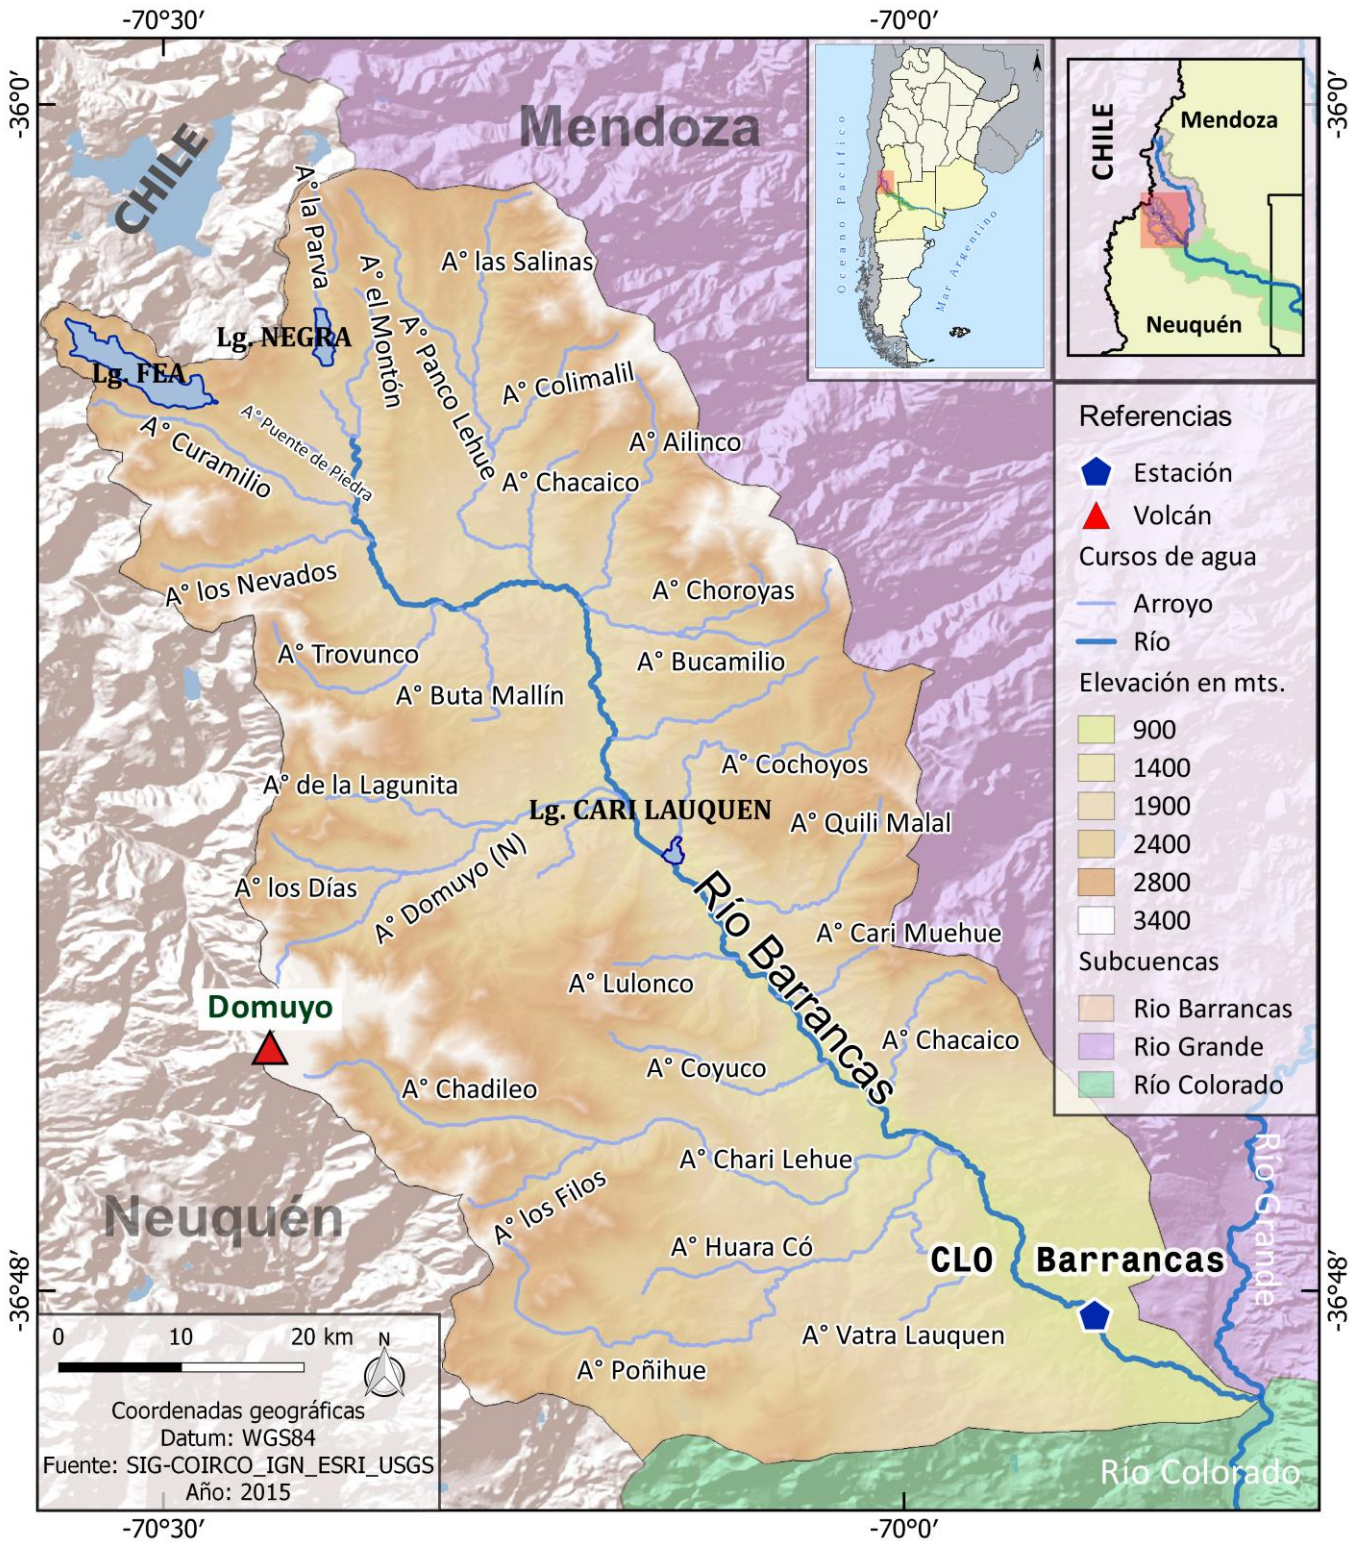 -70°30'
-70°0'
-36°0'
-36°0'
Mendoza
CHILE
Oceano Pacífico
Mar Argentino
CHILE
Mendoza
Neuquén
A° la Parva
A° el Montón
A° Panco Lehue
A° las Salinas
Lg. NEGRA
Lg. FEA
A° Colimalil
A° Curamilio
A° Puente de Piedra
A° Ailinco
A° Chacaico
A° los Nevados
A° Choroyas
A° Trovunco
A° Bucamilio
A° Buta Mallín
A° Cochoyos
A° de la Lagunita
Lg. CARI LAUQUEN
A° Quili Malal
A° los Días
A° Domuyo (N)
Río Barrancas
A° Cari Muehue
A° Lulonco
Domuyo
A° Chacaico
A° Coyuco
A° Chadileo
A° Chari Lehue
A° los Filos
Neuquén
A° Huara Có
CLO Barrancas
Río Grande
A° Vatra Lauquen
A° Poñihue
Río Colorado
Referencias
Estación
Volcán
Cursos de agua
Arroyo
Río
Elevación en mts.
900
1400
1900
2400
2800
3400
Subcuencas
Rio Barrancas
Rio Grande
Río Colorado
-36°48'
-36°48'
0 10 20 km
N
Coordenadas geográficas
Datum: WGS84
Fuente: SIG-COIRCO_IGN_ESRI_USGS
Año: 2015
-70°30'
-70°0'